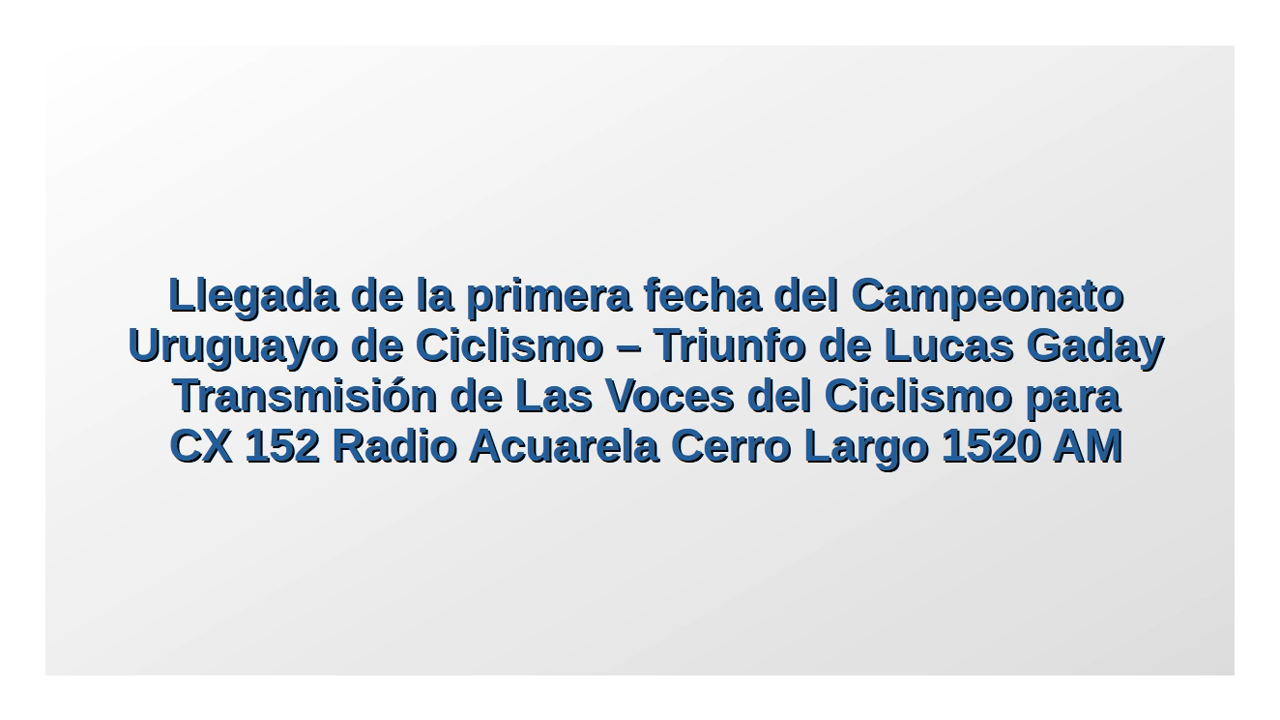 Llegada de la primera fecha del Campeonato
Uruguayo de Ciclismo – Triunfo de Lucas Gaday
Transmisión de Las Voces del Ciclismo para
CX 152 Radio Acuarela Cerro Largo 1520 AM